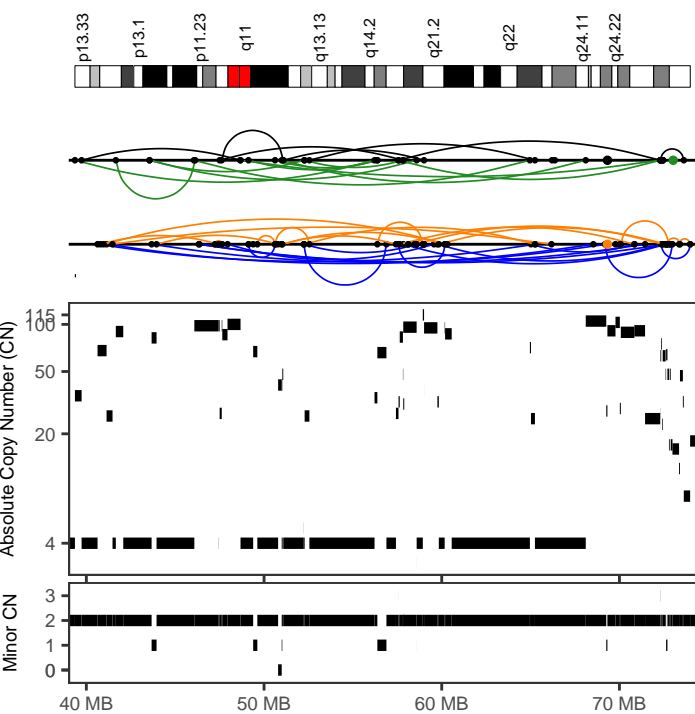 p13.33 p13.1 p11.23 q11 q13.13 q14.2 q21.2 q22 q24.11 q24.22
115
100
50
20
4
Absolute Copy Number (CN)
3
2
1
0
Minor CN
40 MB 50 MB 60 MB 70 MB